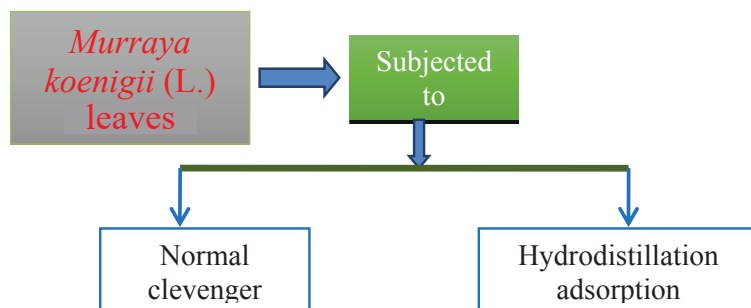 Murraya
koenigii (L.)
leaves
Subjected
to
Normal
clevenger
Hydrodistillation
adsorption